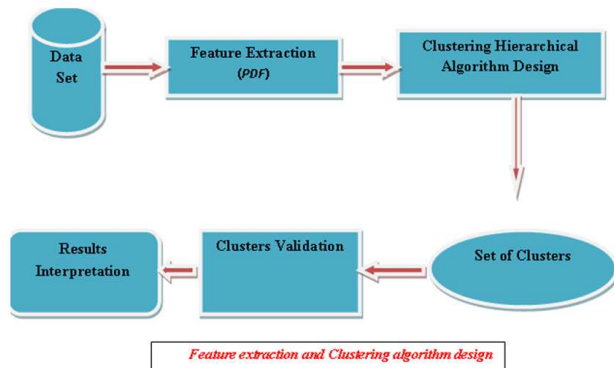 Data
Set
Feature Extraction
(PDF)
Clustering Hierarchical
Algorithm Design
Set of Clusters
Clusters Validation
Results
Interpretation
Feature extraction and Clustering algorithm design